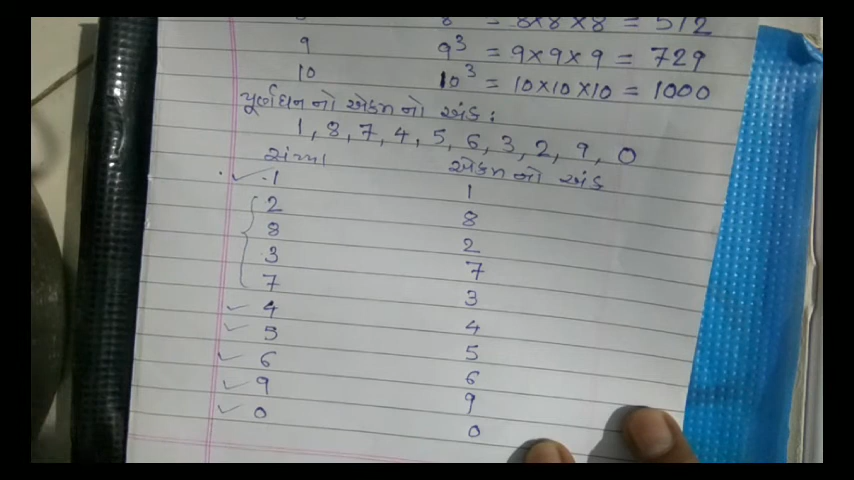 8³ = 8×8×8 = 512
9 9³ = 9×9×9 = 729
10 10³ = 10×10×10 = 1000
પૂર્ણઘન નો એકમ નો અંક :
1, 8, 7, 4, 5, 6, 3, 2, 9, 0
સંખ્યા એકમ નો અંક
1 1
2 8
8 2
3 7
7 3
4 4
5 5
6 6
9 9
0 0